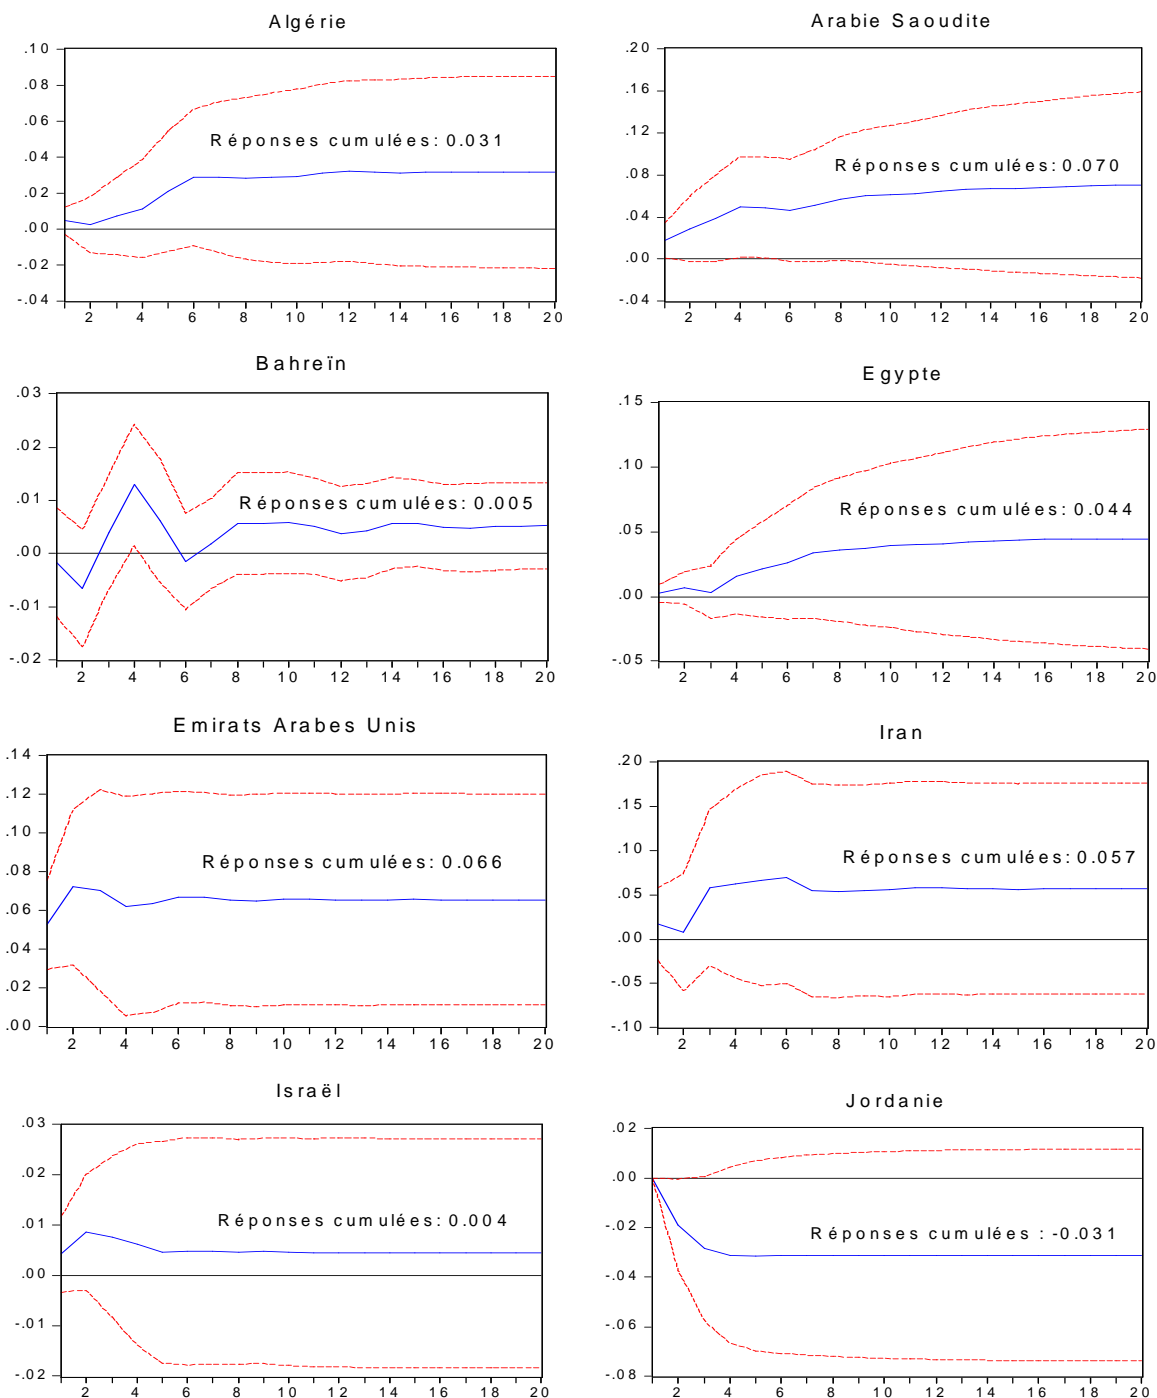 Algérie
.10
.08
.06
.04
.02
.00
-.02
-.04
Réponses cumulées: 0.031
2 4 6 8 10 12 14 16 18 20
Arabie Saoudite
.20
.16
.12
.08
.04
.00
-.04
Réponses cumulées: 0.070
2 4 6 8 10 12 14 16 18 20
Bahreïn
.03
.02
.01
.00
-.01
-.02
Réponses cumulées: 0.005
2 4 6 8 10 12 14 16 18 20
Egypte
.15
.10
.05
.00
-.05
Réponses cumulées: 0.044
2 4 6 8 10 12 14 16 18 20
Emirats Arabes Unis
.14
.12
.10
.08
.06
.04
.02
.00
Réponses cumulées: 0.066
2 4 6 8 10 12 14 16 18 20
Iran
.20
.15
.10
.05
.00
-.05
-.10
Réponses cumulées: 0.057
2 4 6 8 10 12 14 16 18 20
Israël
.03
.02
.01
.00
-.01
-.02
Réponses cumulées: 0.004
2 4 6 8 10 12 14 16 18 20
Jordanie
.02
.00
-.02
-.04
-.06
-.08
Réponses cumulées : -0.031
2 4 6 8 10 12 14 16 18 20